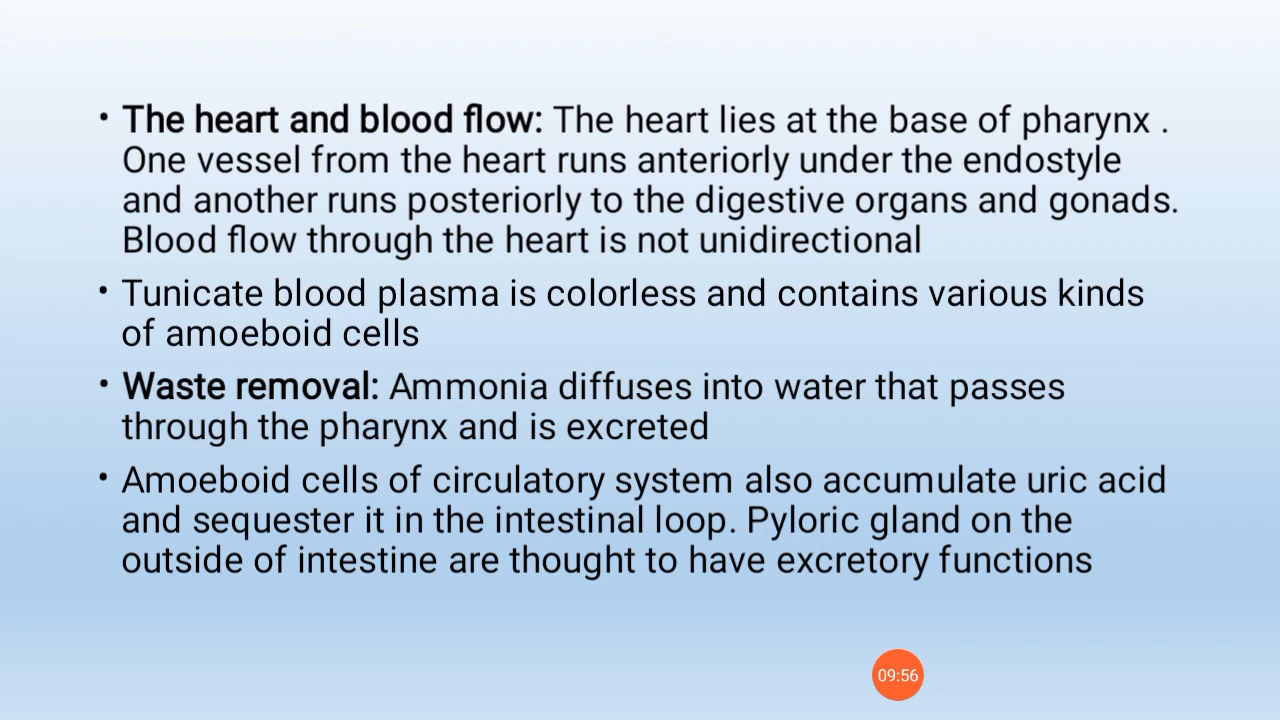 • The heart and blood flow: The heart lies at the base of pharynx .
One vessel from the heart runs anteriorly under the endostyle
and another runs posteriorly to the digestive organs and gonads.
Blood flow through the heart is not unidirectional
• Tunicate blood plasma is colorless and contains various kinds
of amoeboid cells
• Waste removal: Ammonia diffuses into water that passes
through the pharynx and is excreted
• Amoeboid cells of circulatory system also accumulate uric acid
and sequester it in the intestinal loop. Pyloric gland on the
outside of intestine are thought to have excretory functions
09:56